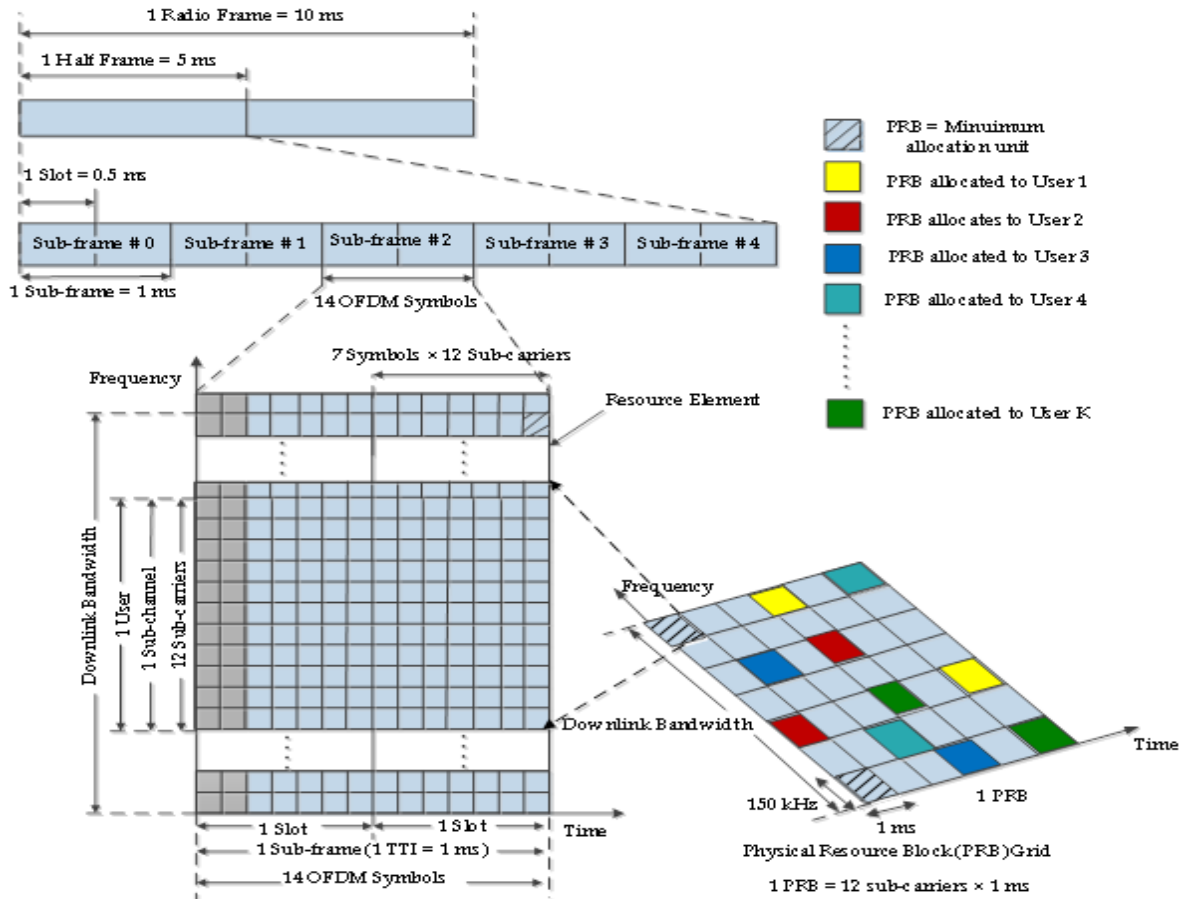 1 Radio Frame = 10 ms
1 Half Frame = 5 ms
1 Slot = 0.5 ms
Sub-frame # 0
Sub-frame # 1
Sub-frame # 2
Sub-frame # 3
Sub-frame # 4
1 Sub-frame = 1 ms
14 OFDM Symbols
PRB = Minuimum
allocation unit
PRB allocated to User 1
PRB allocates to User 2
PRB allocated to User 3
PRB allocated to User 4
PRB allocated to User K
7 Symbols × 12 Sub-carriers
Frequency
Resource Element
Downlink Bandwidth
1 User
1 Sub-channel
12 Sub-carriers
1 Slot
1 Slot
Time
1 Sub-frame (1 TTI = 1 ms)
14 OFDM Symbols
Frequency
Downlink Bandwidth
Time
150 kHz
1 PRB
1 ms
Physical Resource Block(PRB)Grid
1 PRB = 12 sub-carriers × 1 ms